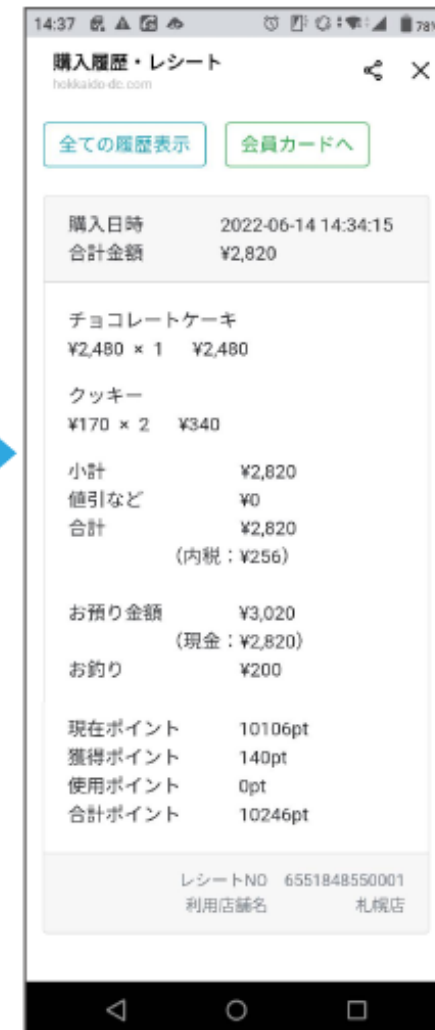 14:37 78%
購入履歴・レシート
hokkaido-dc.com
全ての履歴表示 会員カードへ
購入日時 2022-06-14 14:34:15
合計金額 ¥2,820
チョコレートケーキ
¥2,480 × 1 ¥2,480
クッキー
¥170 × 2 ¥340
小計 ¥2,820
値引など ¥0
合計 ¥2,820
(内税：¥256)
お預り金額 ¥3,020
(現金：¥2,820)
お釣り ¥200
現在ポイント 10106pt
獲得ポイント 140pt
使用ポイント 0pt
合計ポイント 10246pt
レシートNO 6551848550001
利用店舗名 札幌店